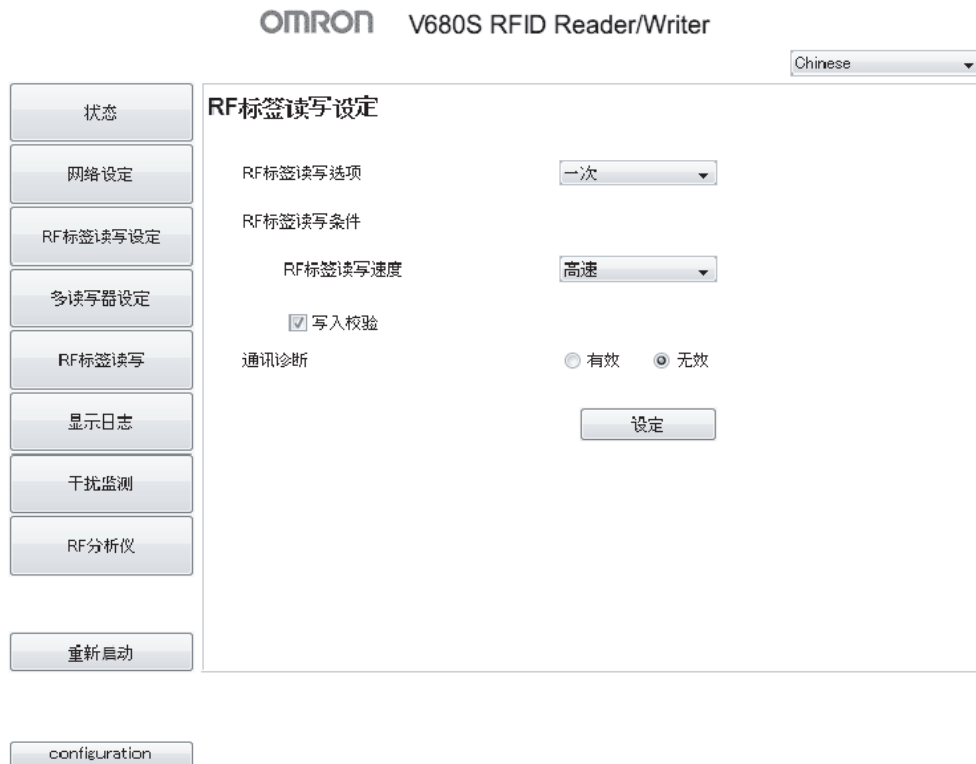 OMRON V680S RFID Reader/Writer
Chinese
状态
网络设定
RF标签读写设定
多读写器设定
RF标签读写
显示日志
干扰监测
RF分析仪
重新启动
configuration
RF标签读写设定
RF标签读写选项 一次
RF标签读写条件
RF标签读写速度 高速
写入校验
通讯诊断 有效 无效
设定